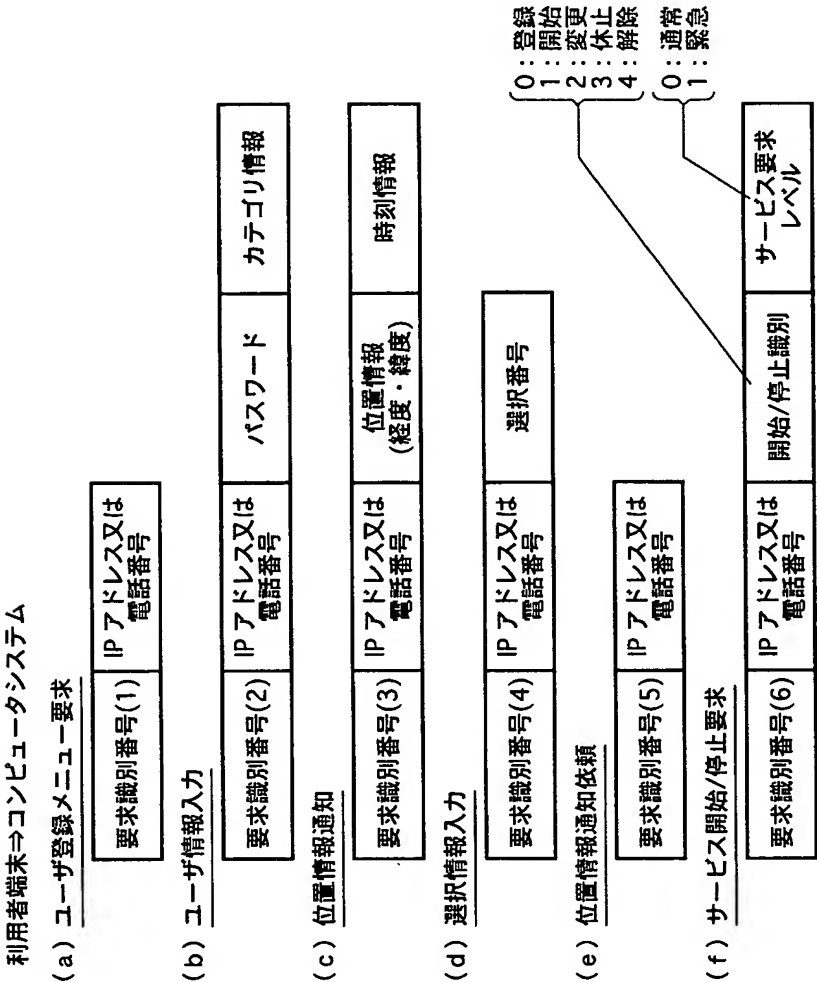 利用者端末⇒コンピュータシステム
(a) ユーザ登録メニュー要求
要求識別番号(1)
IPアドレス又は
電話番号
(b) ユーザ情報入力
要求識別番号(2)
IPアドレス又は
電話番号
パスワード
カテゴリ情報
(c) 位置情報通知
要求識別番号(3)
IPアドレス又は
電話番号
位置情報
(経度・緯度)
時刻情報
(d) 選択情報入力
要求識別番号(4)
IPアドレス又は
電話番号
選択番号
(e) 位置情報通知依頼
要求識別番号(5)
IPアドレス又は
電話番号
(f) サービス開始/停止要求
要求識別番号(6)
IPアドレス又は
電話番号
開始/停止識別
サービス要求
レベル
0:登録
1:開始
2:変更
3:休止
4:解除
0:通常
1:緊急